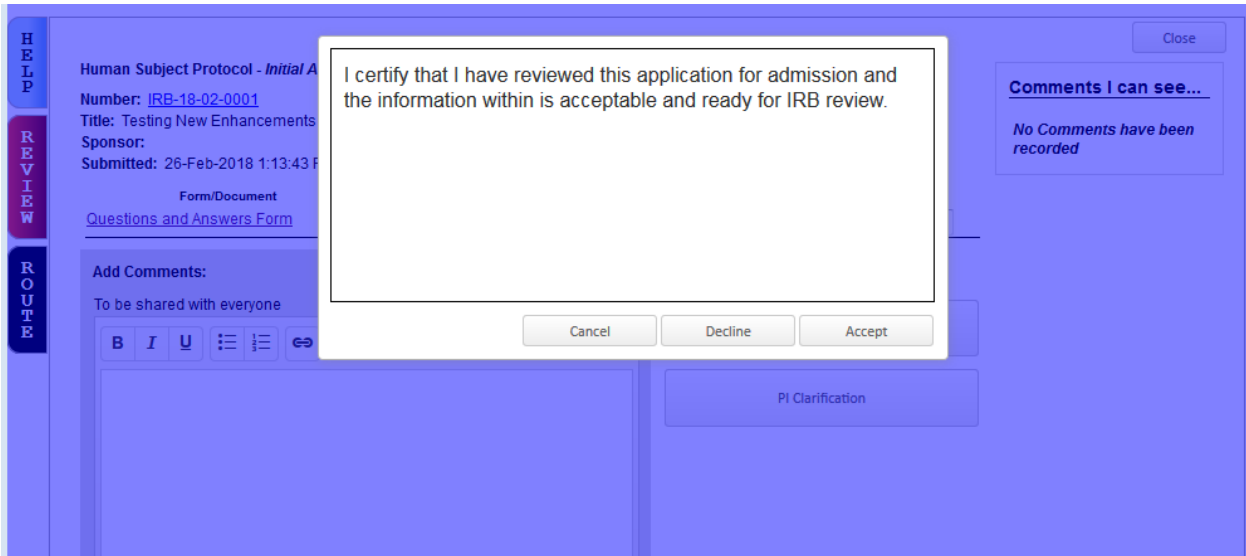 HELP
REVIEW
ROUTE
Close
Human Subject Protocol - Initial A
Number: IRB-18-02-0001
Title: Testing New Enhancements
Sponsor:
Submitted: 26-Feb-2018 1:13:43
Form/Document
Questions and Answers Form
Add Comments:
To be shared with everyone
B I U
I certify that I have reviewed this application for admission and
the information within is acceptable and ready for IRB review.
Cancel Decline Accept
PI Clarification
Comments I can see...
No Comments have been
recorded